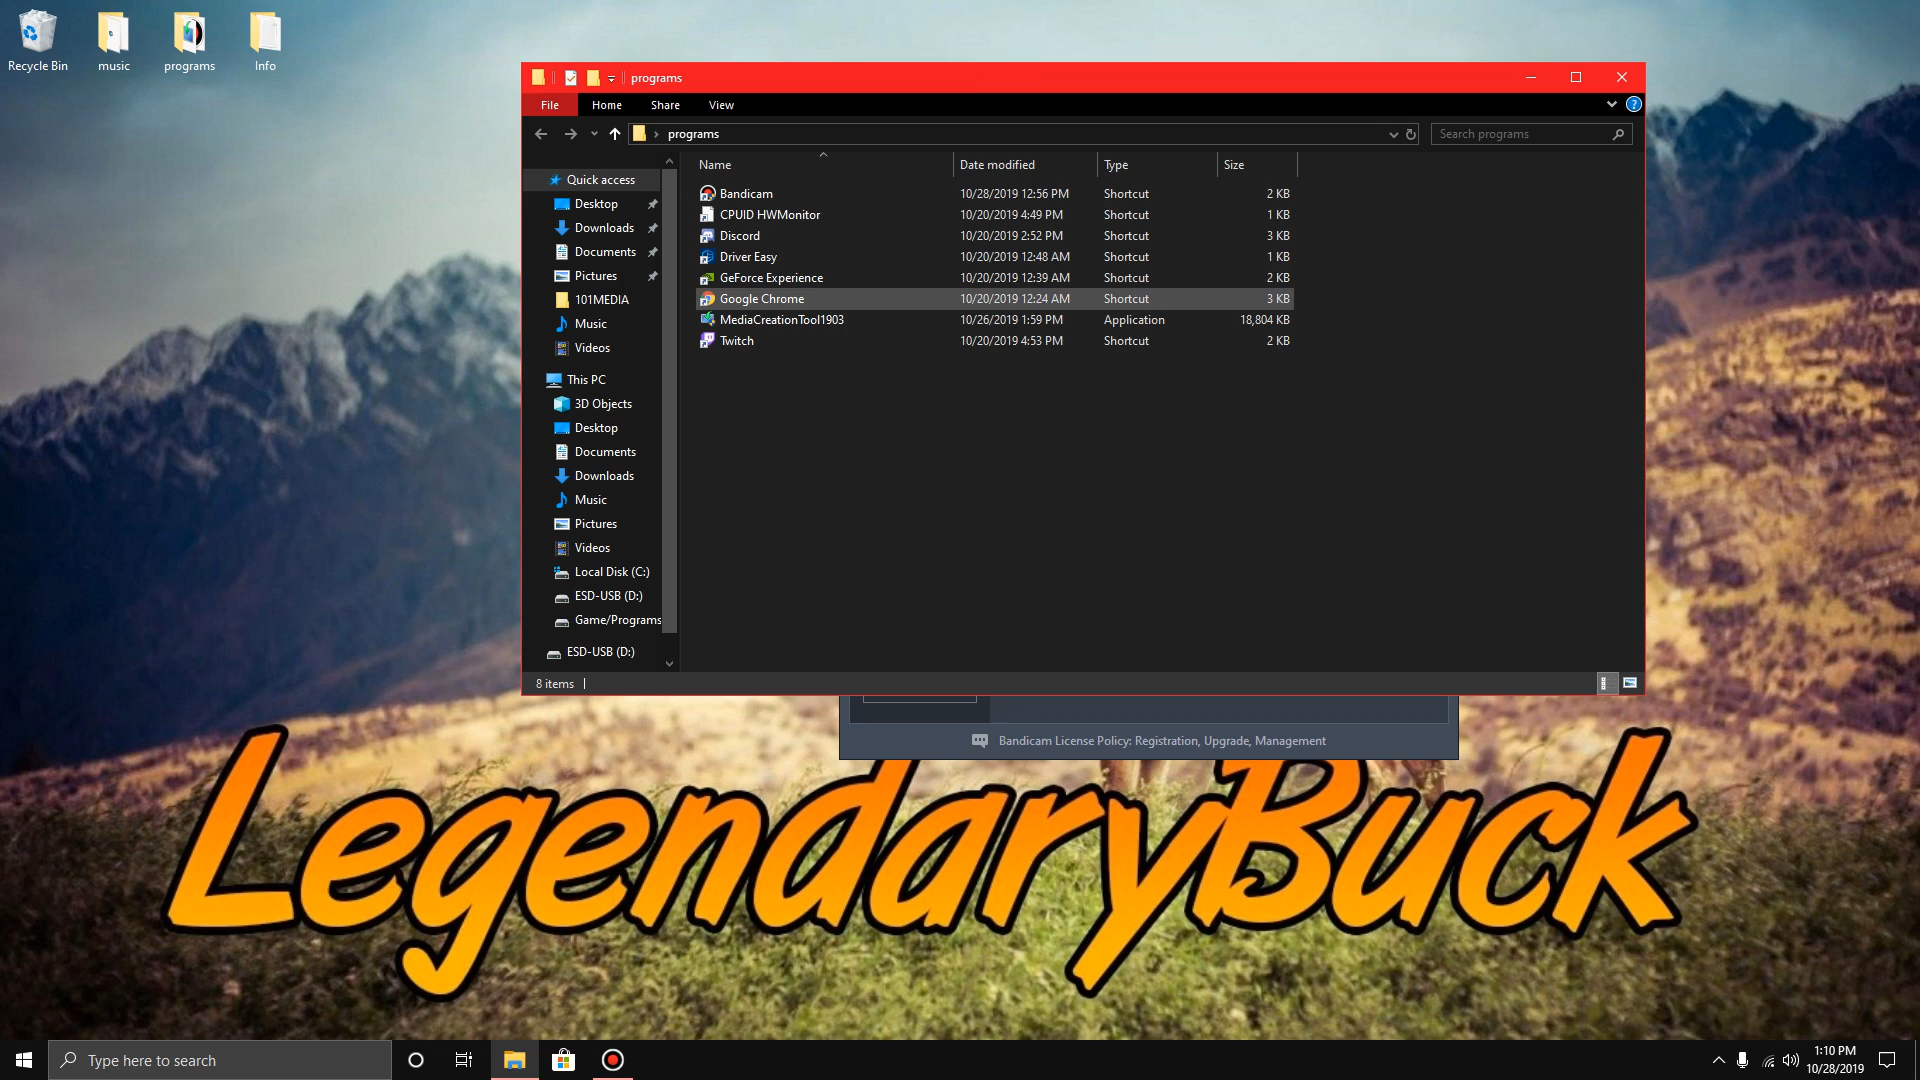 Recycle Bin
music
programs
Info
programs
File Home Share View
programs
Search programs
Name Date modified Type Size
Quick access
Desktop
Downloads
Documents
Pictures
101MEDIA
Music
Videos
This PC
3D Objects
Desktop
Documents
Downloads
Music
Pictures
Videos
Local Disk (C:)
ESD-USB (D:)
Game/Programs
ESD-USB (D:)
Bandicam 10/28/2019 12:56 PM Shortcut 2 KB
CPUID HWMonitor 10/20/2019 4:49 PM Shortcut 1 KB
Discord 10/20/2019 2:52 PM Shortcut 3 KB
Driver Easy 10/20/2019 12:48 AM Shortcut 1 KB
GeForce Experience 10/20/2019 12:39 AM Shortcut 2 KB
Google Chrome 10/20/2019 12:24 AM Shortcut 3 KB
MediaCreationTool1903 10/26/2019 1:59 PM Application 18,804 KB
Twitch 10/20/2019 4:53 PM Shortcut 2 KB
8 items
Bandicam License Policy: Registration, Upgrade, Management
LegendaryBuck
Type here to search
1:10 PM
10/28/2019